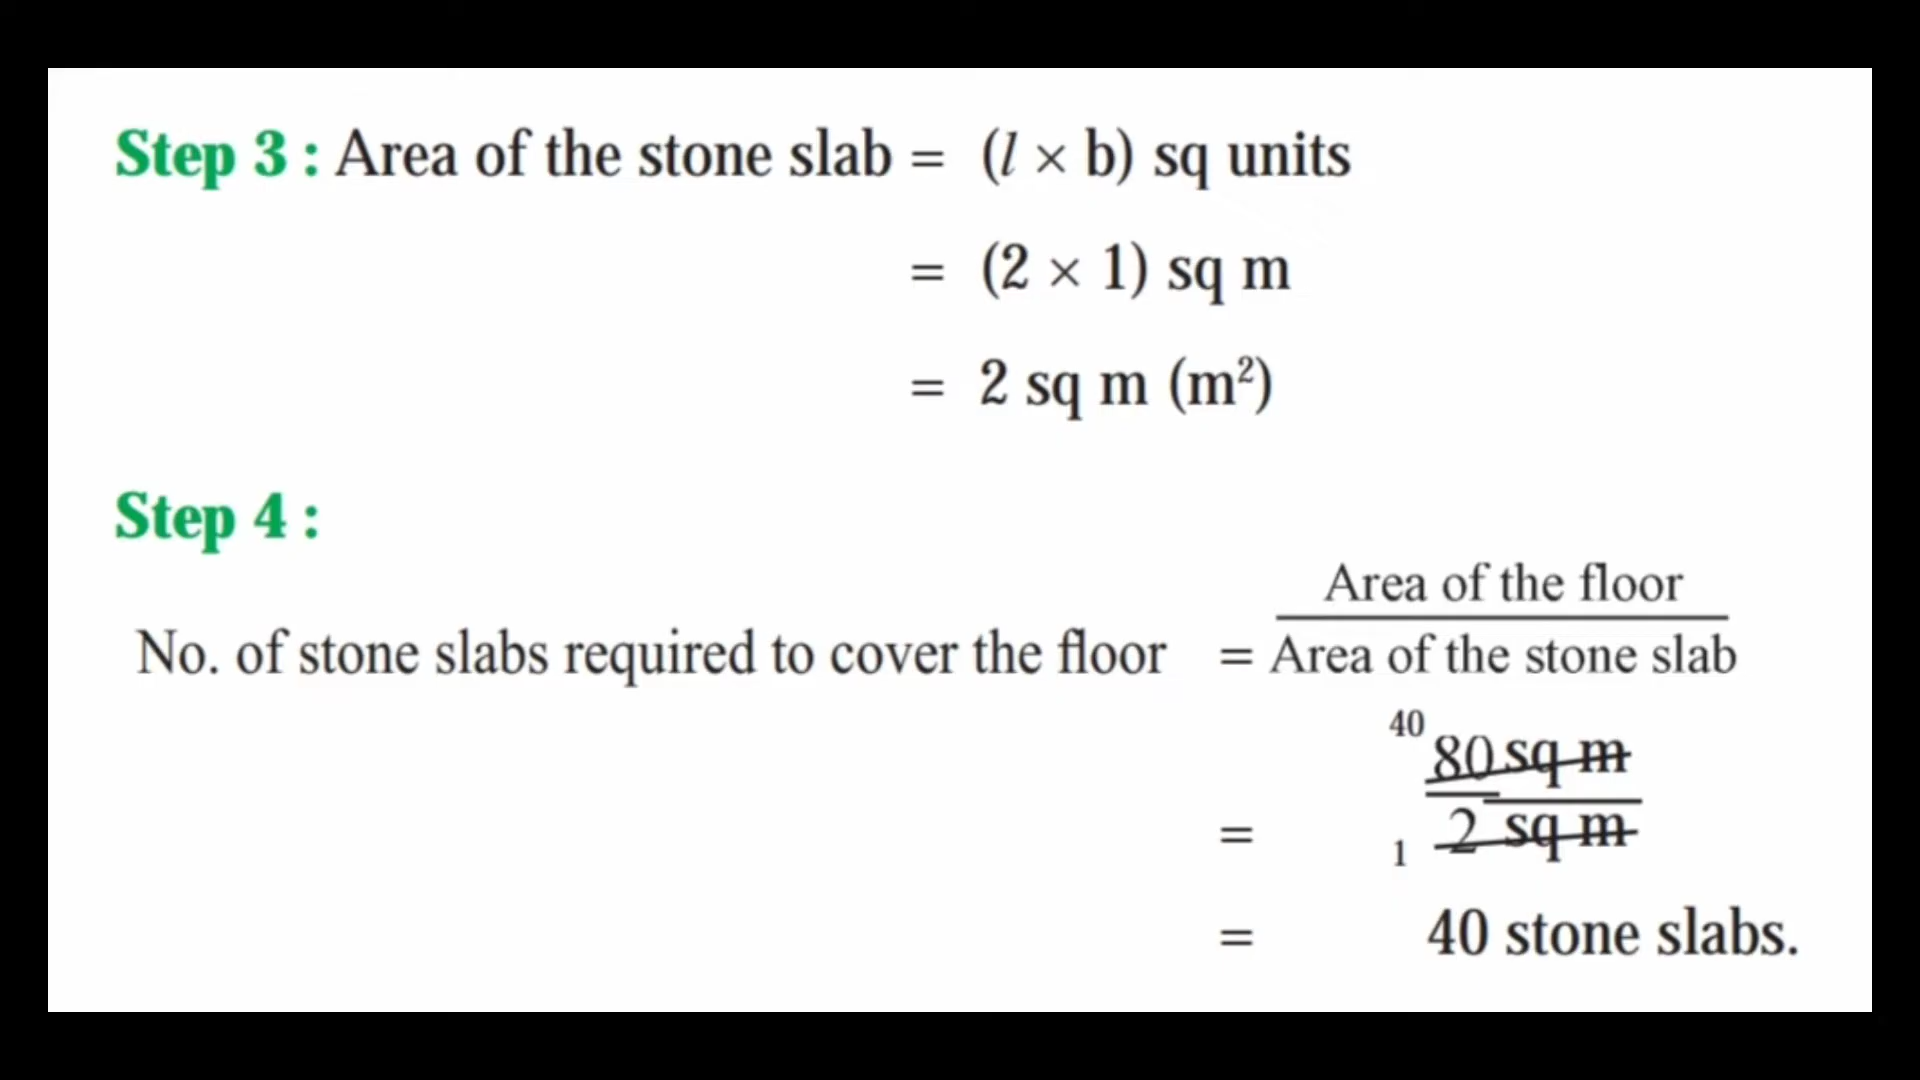 Step 3 : Area of the stone slab = (l × b) sq units
= (2 × 1) sq m
= 2 sq m (m²)
Step 4 :
No. of stone slabs required to cover the floor = Area of the floor
Area of the stone slab
40 80 sq m
=
1 2 sq m
= 40 stone slabs.